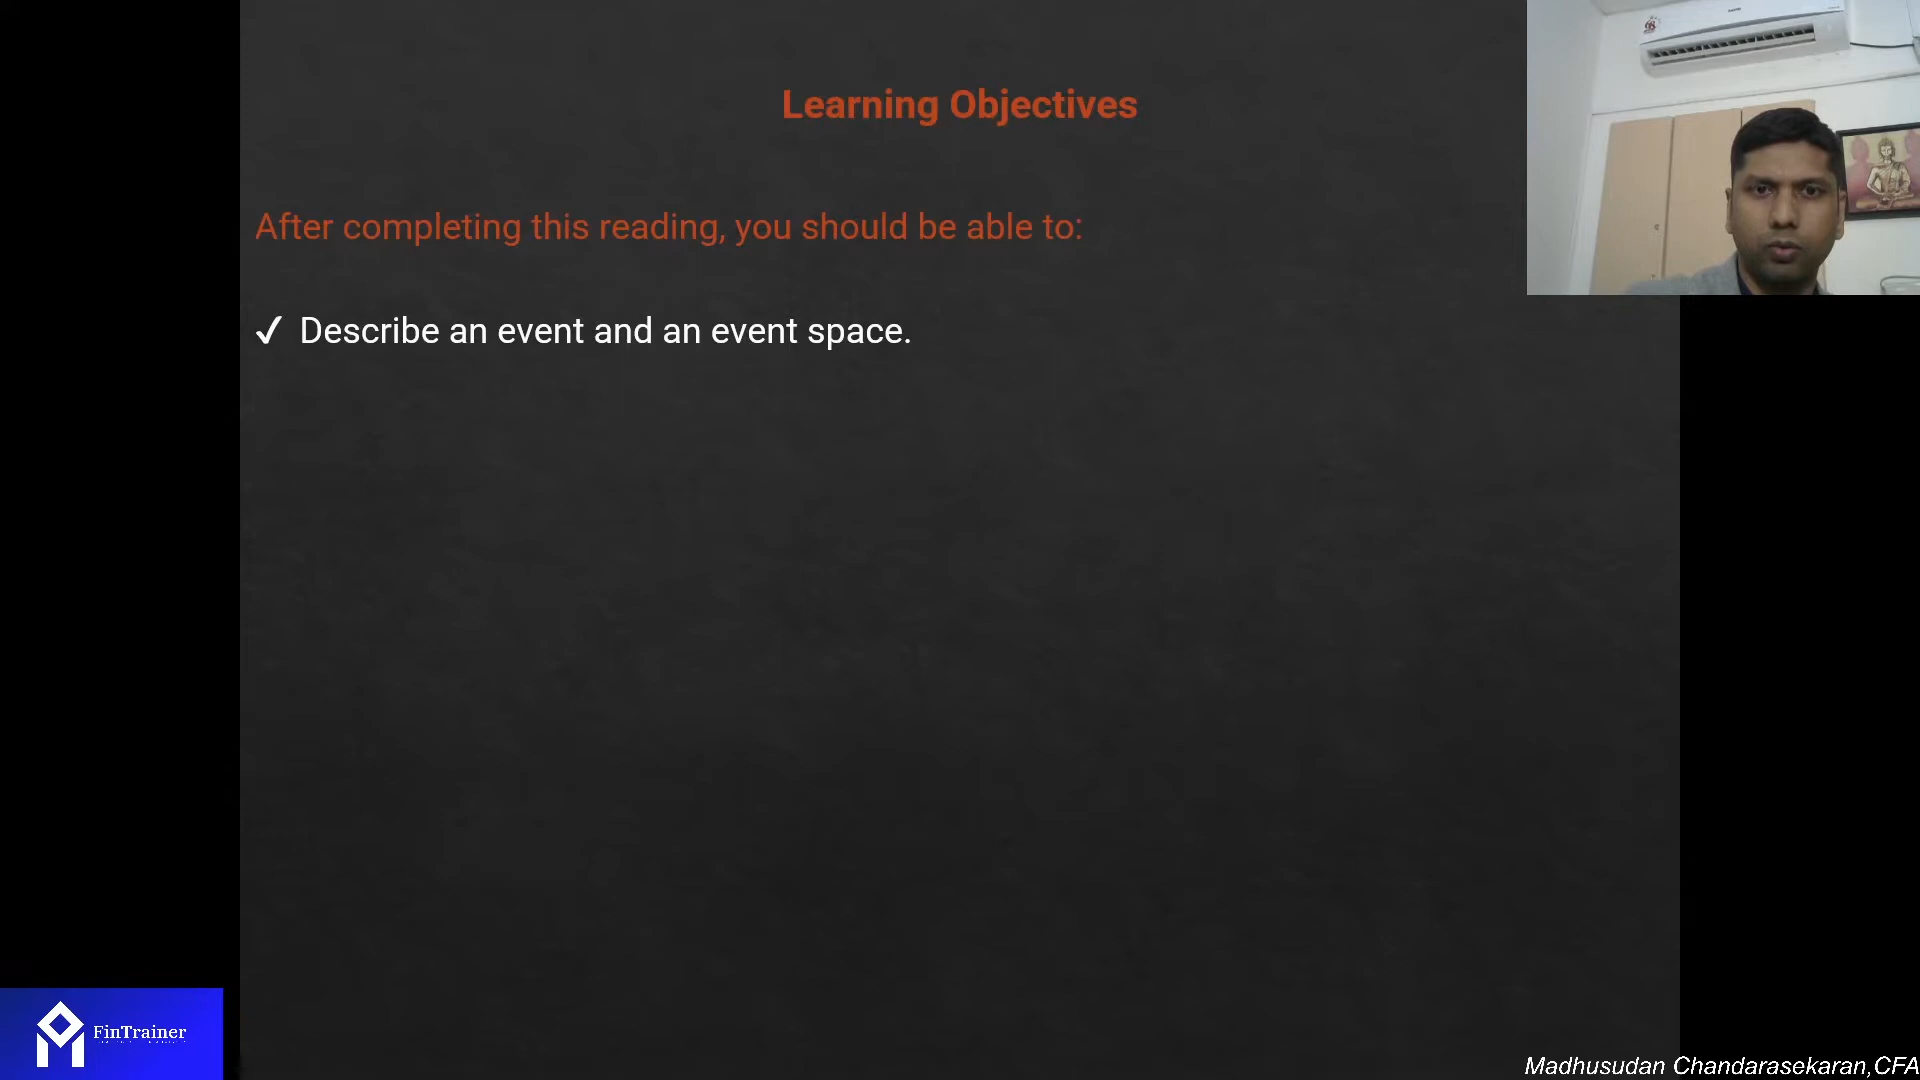 Learning Objectives
After completing this reading, you should be able to:
✓ Describe an event and an event space.
FinTrainer
Madhusudan Chandarasekaran,CFA